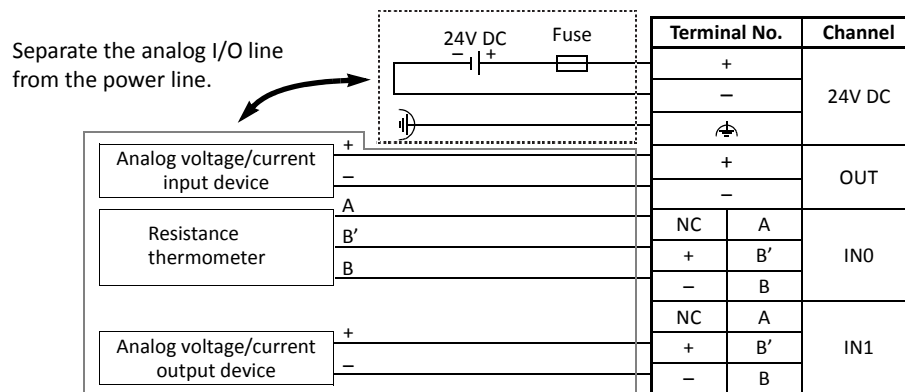 Separate the analog I/O line
from the power line.
24V DC
Fuse
– +
Terminal No. Channel
+
–
24V DC
+
–
OUT
NC A
+ B’
– B
IN0
NC A
+ B’
– B
IN1
Analog voltage/current
input device
+
–
Resistance
thermometer
A
B’
B
Analog voltage/current
output device
+
–